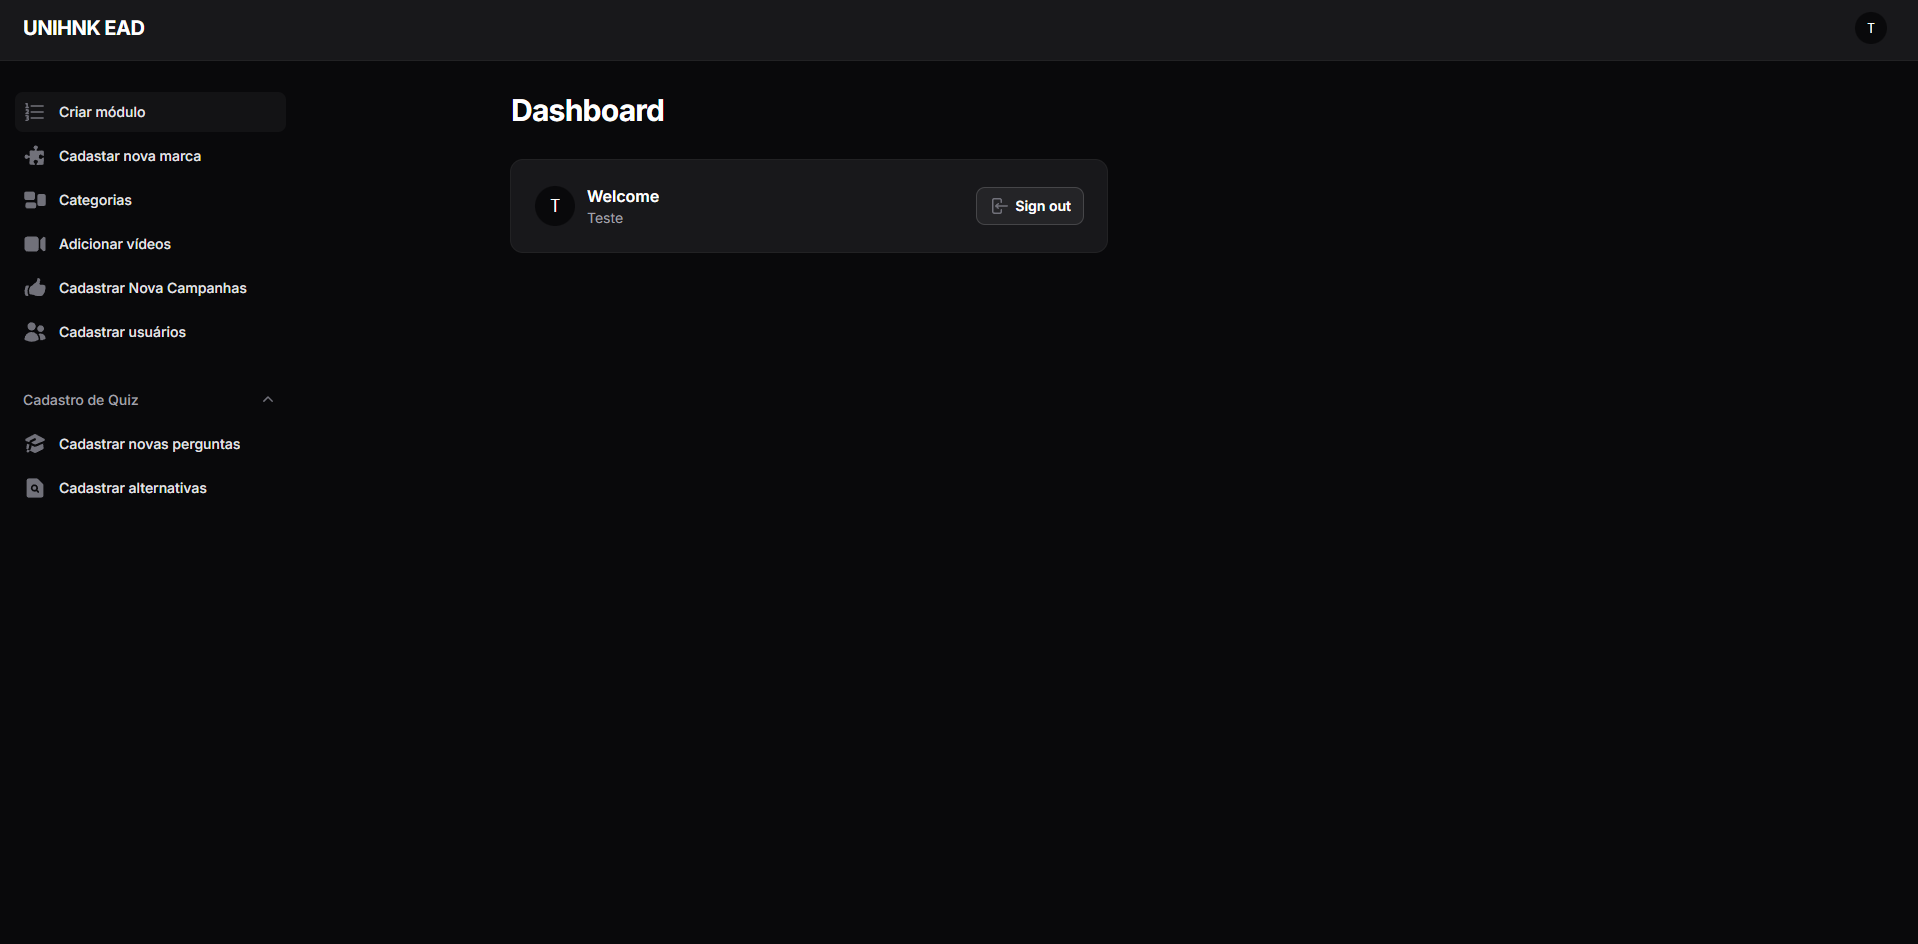 UNIHNK EAD
T
Criar módulo
Cadastar nova marca
Categorias
Adicionar vídeos
Cadastrar Nova Campanhas
Cadastrar usuários
Cadastro de Quiz
Cadastrar novas perguntas
Cadastrar alternativas
Dashboard
T
Welcome
Teste
Sign out